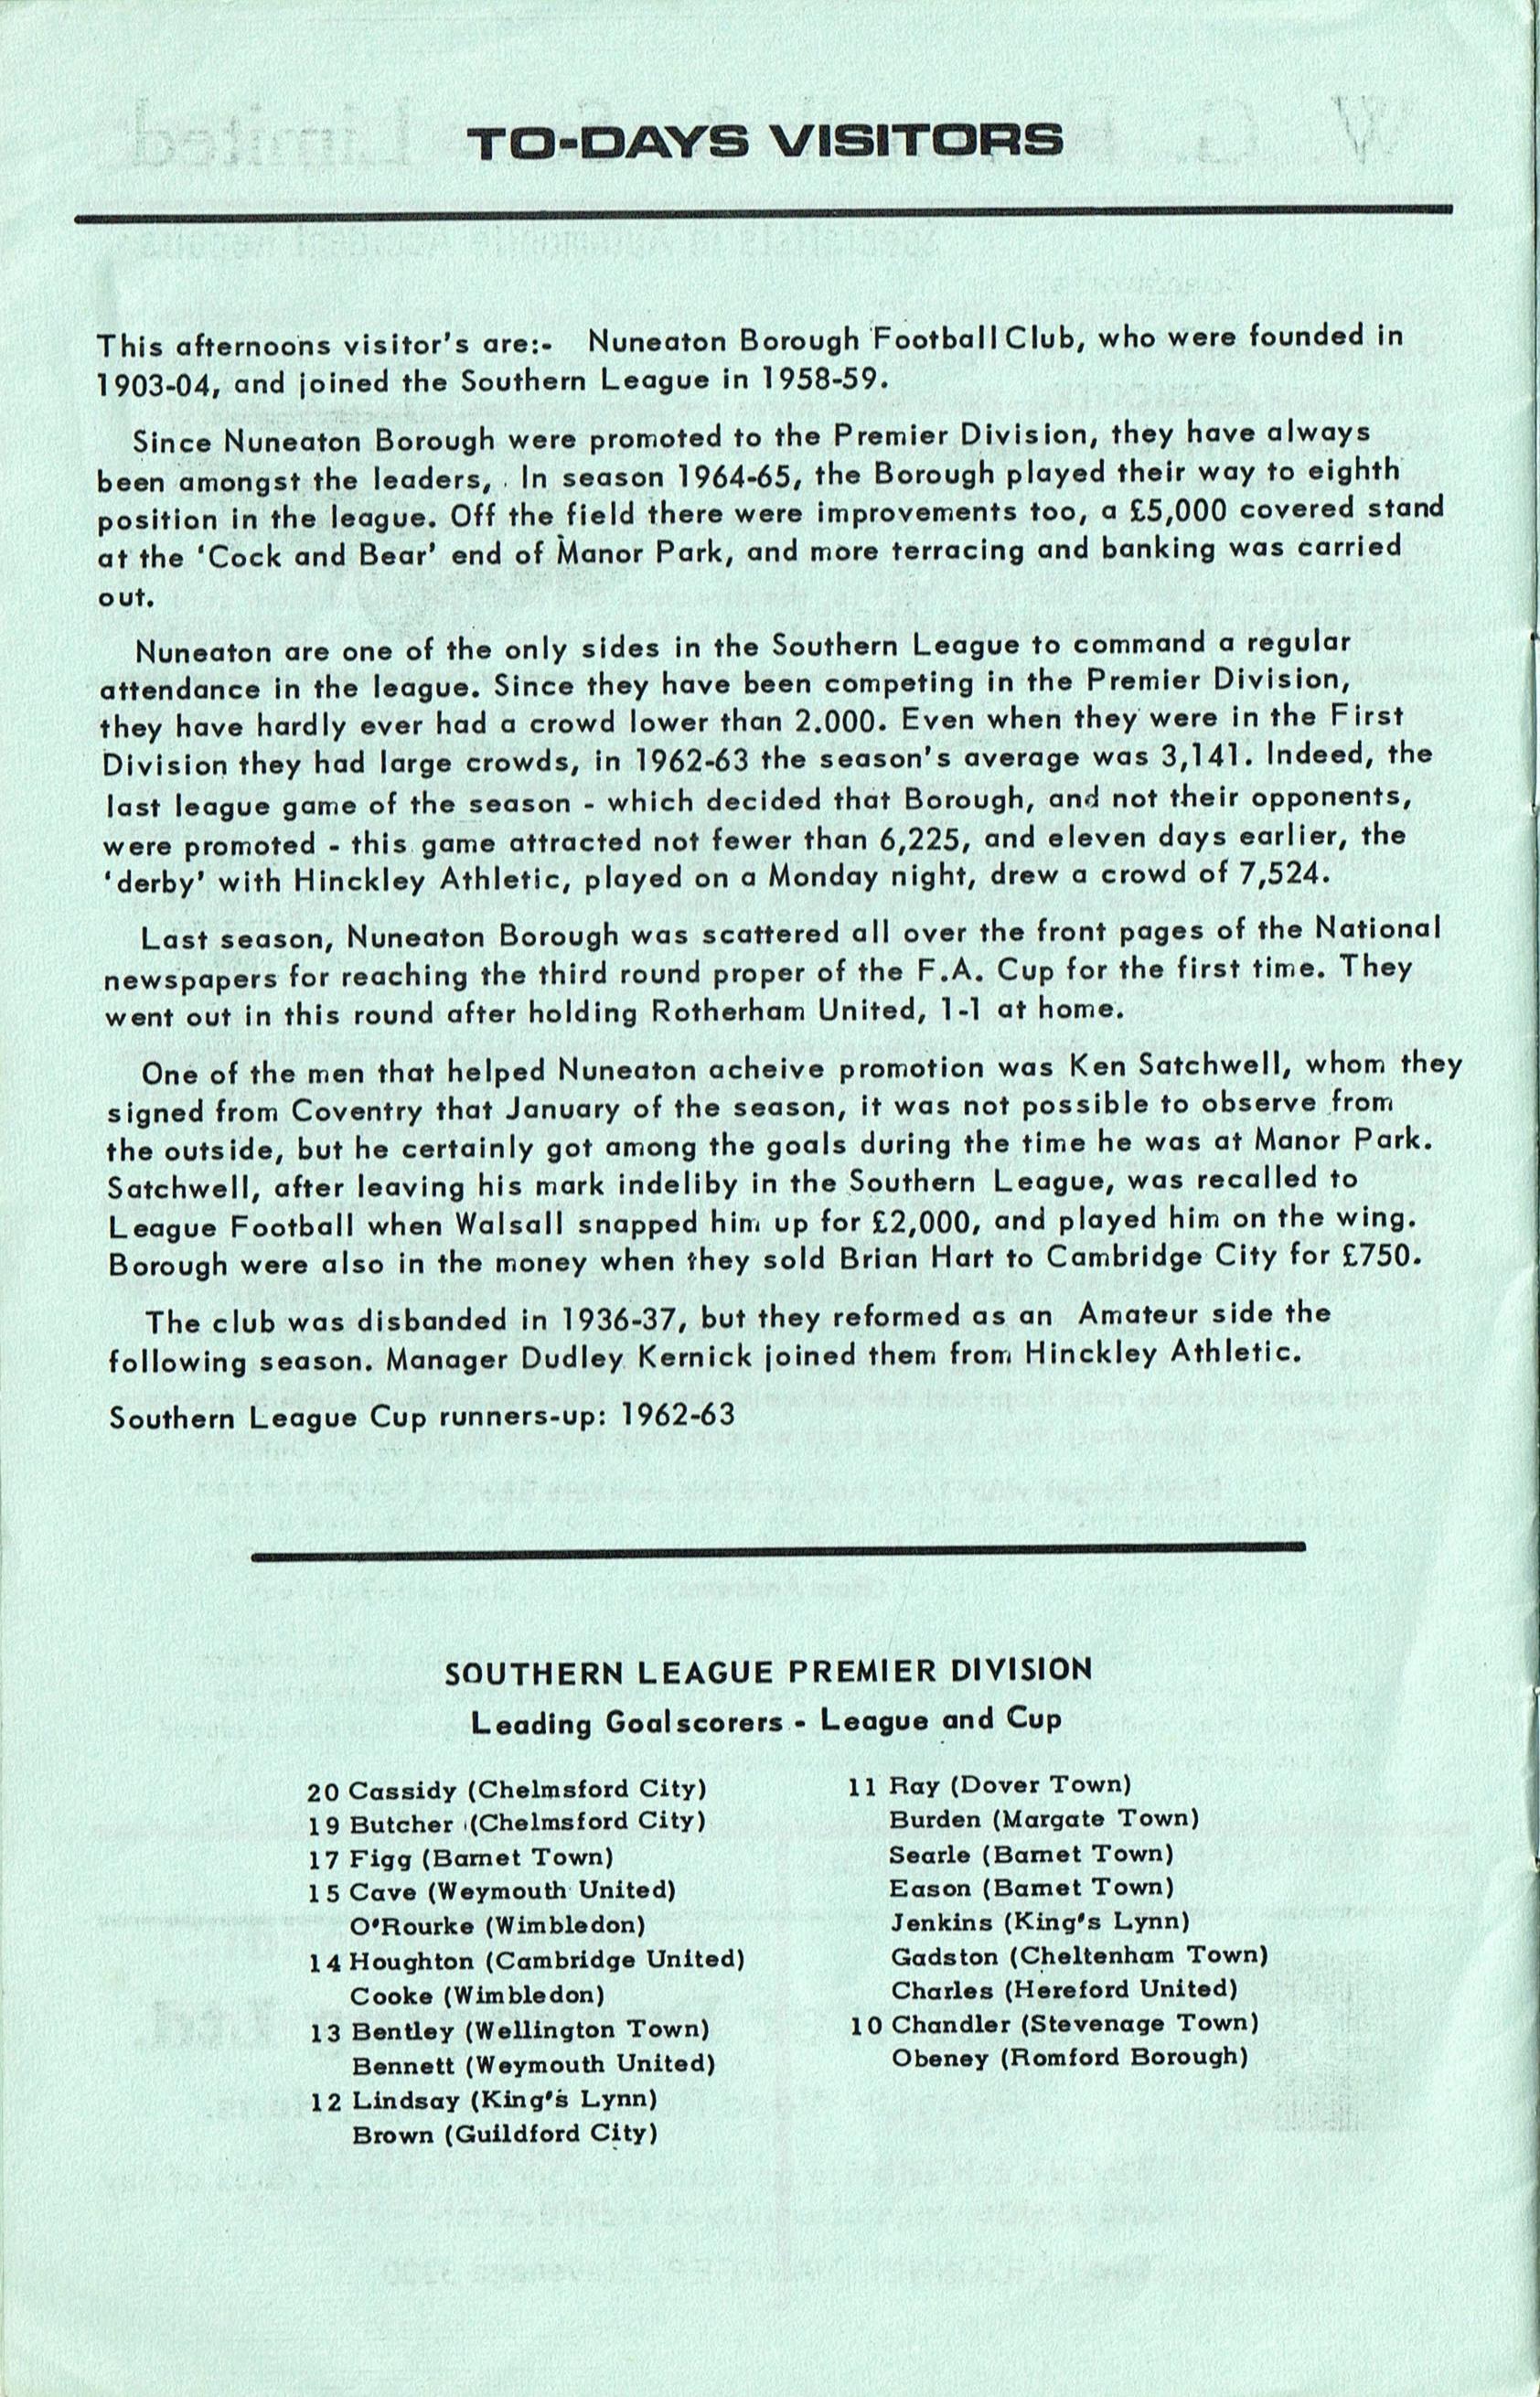 TO-DAYS VISITORS
This afternoons visitor's are:- Nuneaton Borough Football Club, who were founded in
1903-04, and joined the Southern League in 1958-59.
Since Nuneaton Borough were promoted to the Premier Division, they have always
been amongst the leaders, . In season 1964-65, the Borough played their way to eighth
position in the league. Off the field there were improvements too, a £5,000 covered stand
at the 'Cock and Bear' end of Manor Park, and more terracing and banking was carried
out.
Nuneaton are one of the only sides in the Southern League to command a regular
attendance in the league. Since they have been competing in the Premier Division,
they have hardly ever had a crowd lower than 2.000. Even when they were in the First
Division they had large crowds, in 1962-63 the season's average was 3,141. Indeed, the
last league game of the season - which decided that Borough, and not their opponents,
were promoted - this game attracted not fewer than 6,225, and eleven days earlier, the
'derby' with Hinckley Athletic, played on a Monday night, drew a crowd of 7,524.
Last season, Nuneaton Borough was scattered all over the front pages of the National
newspapers for reaching the third round proper of the F.A. Cup for the first time. They
went out in this round after holding Rotherham United, 1-1 at home.
One of the men that helped Nuneaton acheive promotion was Ken Satchwell, whom they
signed from Coventry that January of the season, it was not possible to observe from
the outside, but he certainly got among the goals during the time he was at Manor Park.
Satchwell, after leaving his mark indeliby in the Southern League, was recalled to
League Football when Walsall snapped him up for £2,000, and played him on the wing.
Borough were also in the money when they sold Brian Hart to Cambridge City for £750.
The club was disbanded in 1936-37, but they reformed as an Amateur side the
following season. Manager Dudley Kernick joined them from Hinckley Athletic.
Southern League Cup runners-up: 1962-63
SOUTHERN LEAGUE PREMIER DIVISION
Leading Goalscorers - League and Cup
20 Cassidy (Chelmsford City)
19 Butcher (Chelmsford City)
17 Figg (Barnet Town)
15 Cave (Weymouth United)
O'Rourke (Wimbledon)
14 Houghton (Cambridge United)
Cooke (Wimbledon)
13 Bentley (Wellington Town)
Bennett (Weymouth United)
12 Lindsay (King's Lynn)
Brown (Guildford City)
11 Ray (Dover Town)
Burden (Margate Town)
Searle (Barnet Town)
Eason (Barnet Town)
Jenkins (King's Lynn)
Gadston (Cheltenham Town)
Charles (Hereford United)
10 Chandler (Stevenage Town)
Obeney (Romford Borough)